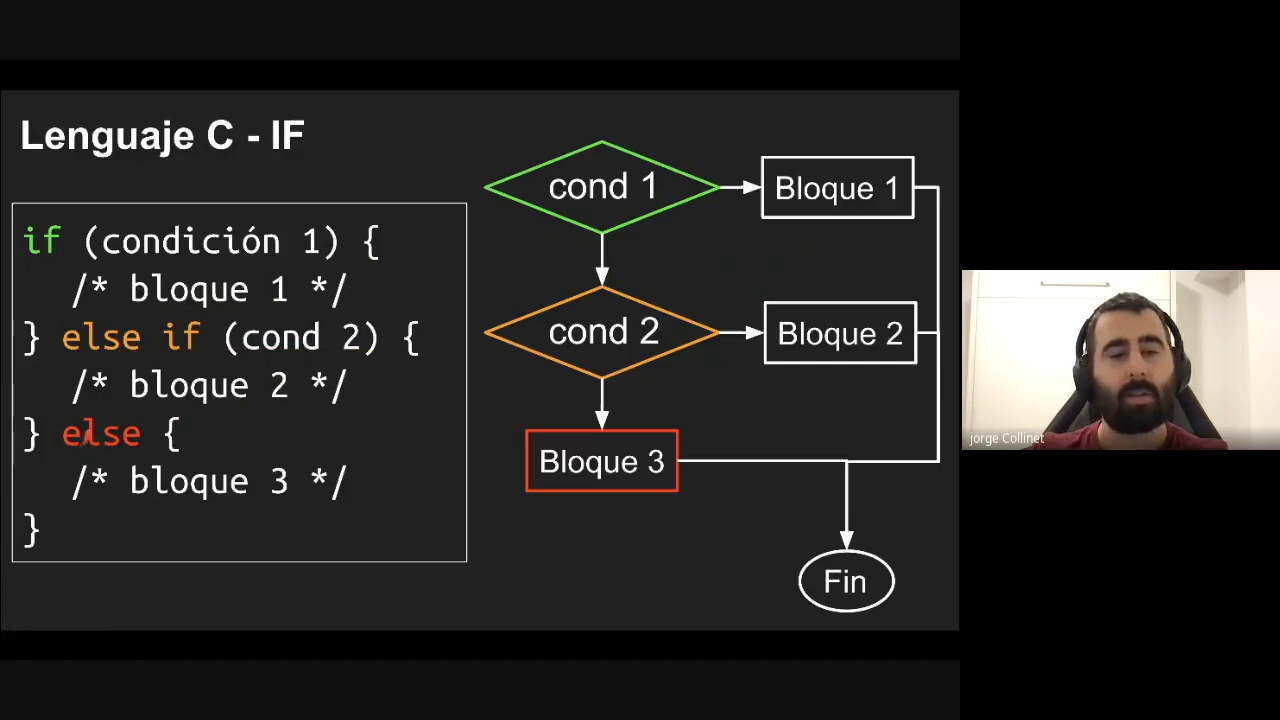 Lenguaje C - IF
if (condición 1) {
/* bloque 1 */
} else if (cond 2) {
/* bloque 2 */
} else {
/* bloque 3 */
}
cond 1
Bloque 1
cond 2
Bloque 2
Bloque 3
Fin
jorge Collinet